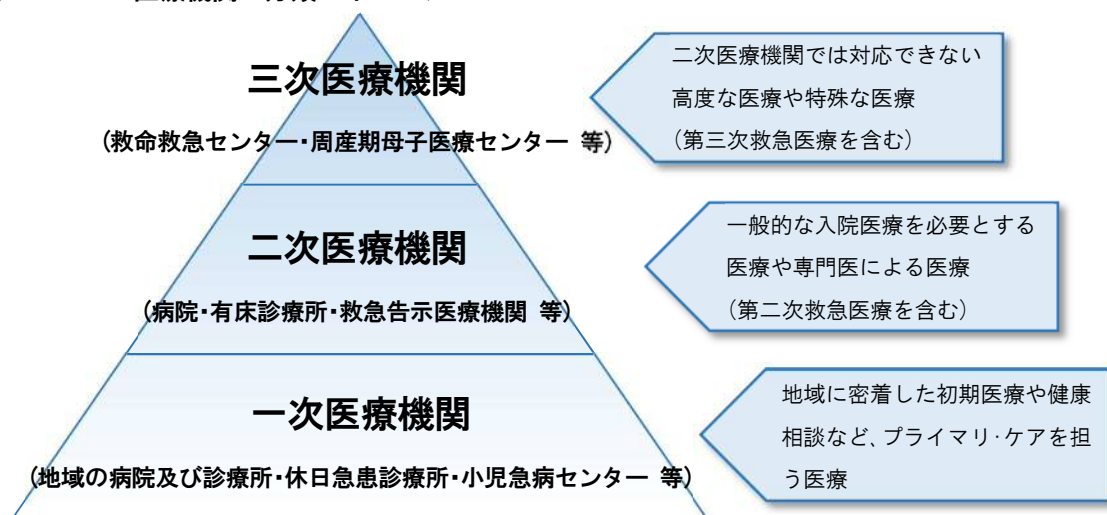 三次医療機関
(救命救急センター・周産期母子医療センター 等)
二次医療機関では対応できない
高度な医療や特殊な医療
(第三次救急医療を含む)
二次医療機関
(病院・有床診療所・救急告示医療機関 等)
一般的な入院医療を必要とする
医療や専門医による医療
(第二次救急医療を含む)
一次医療機関
(地域の病院及び診療所・休日急患診療所・小児急病センター 等)
地域に密着した初期医療や健康
相談など、プライマリ・ケアを担
う医療